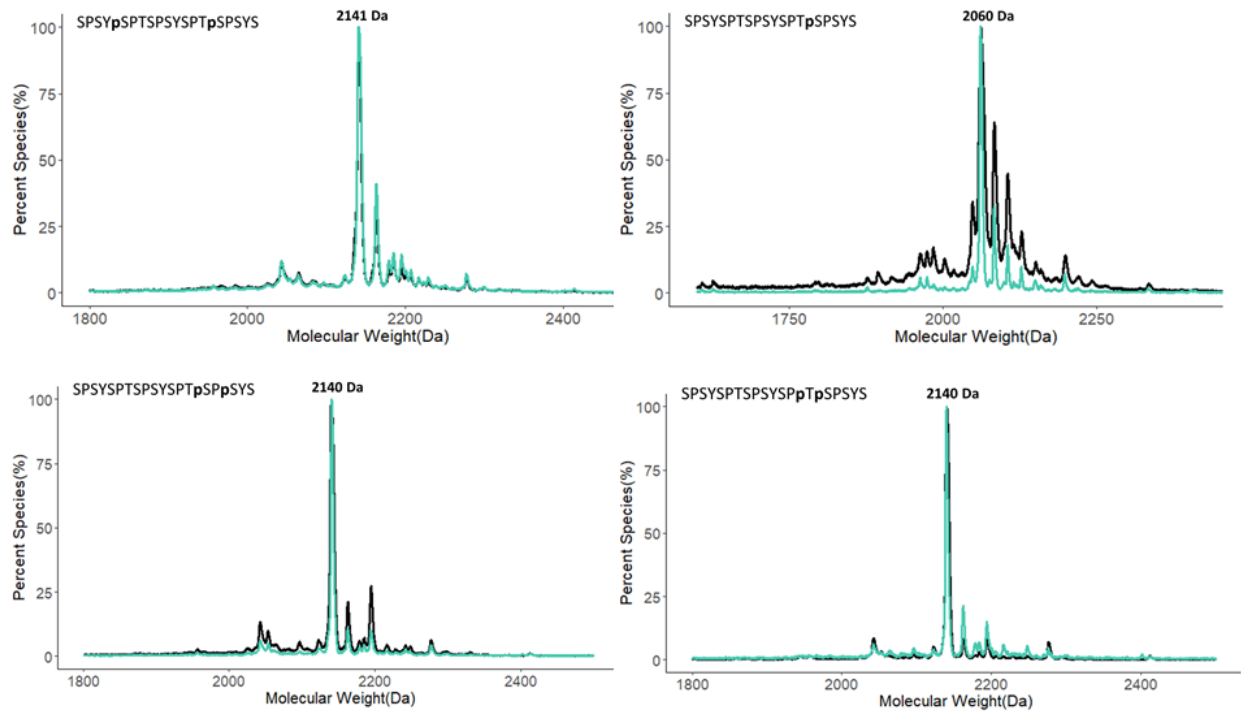 SPSYpSPTSPSYSPTpSPSYS
2141 Da
100
75
50
25
0
Percent Species(%)
1800
2000
2200
2400
Molecular Weight(Da)
SPSYSPTSPSYSPTpSPSYS
2060 Da
100
75
50
25
0
Percent Species(%)
1750
2000
2250
Molecular Weight(Da)
SPSYSPTSPSYSPTpSPpSYS
2140 Da
100
75
50
25
0
Percent Species(%)
1800
2000
2200
2400
Molecular Weight(Da)
SPSYSPTSPSYSPpTpSPSYS
2140 Da
100
75
50
25
0
Percent Species(%)
1800
2000
2200
2400
Molecular Weight(Da)